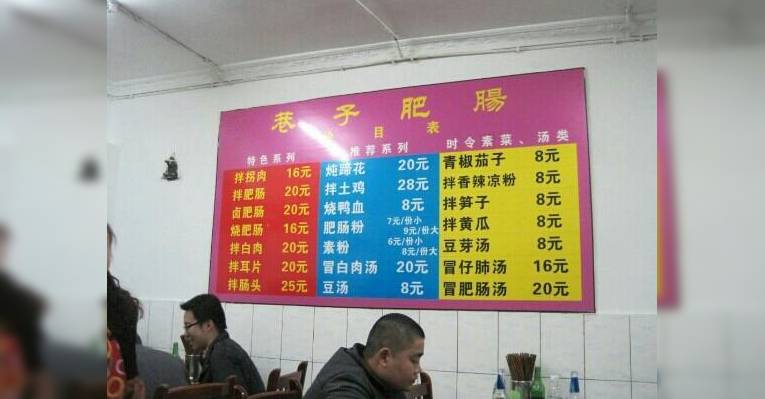 巷子肥腸
价目表
特色系列
拌拐肉 16元
拌肥肠 20元
卤肥肠 20元
烧肥肠 16元
拌白肉 20元
拌耳片 20元
拌肠头 25元
推荐系列
炖蹄花 20元
拌土鸡 28元
烧鸭血 8元
肥肠粉 7元/份小 9元/份大
素粉 6元/份小 8元/份大
冒白肉汤 20元
豆汤 8元
时令素菜、汤类
青椒茄子 8元
拌香辣凉粉 8元
拌笋子 8元
拌黄瓜 8元
豆芽汤 8元
冒仔肺汤 16元
冒肥肠汤 20元